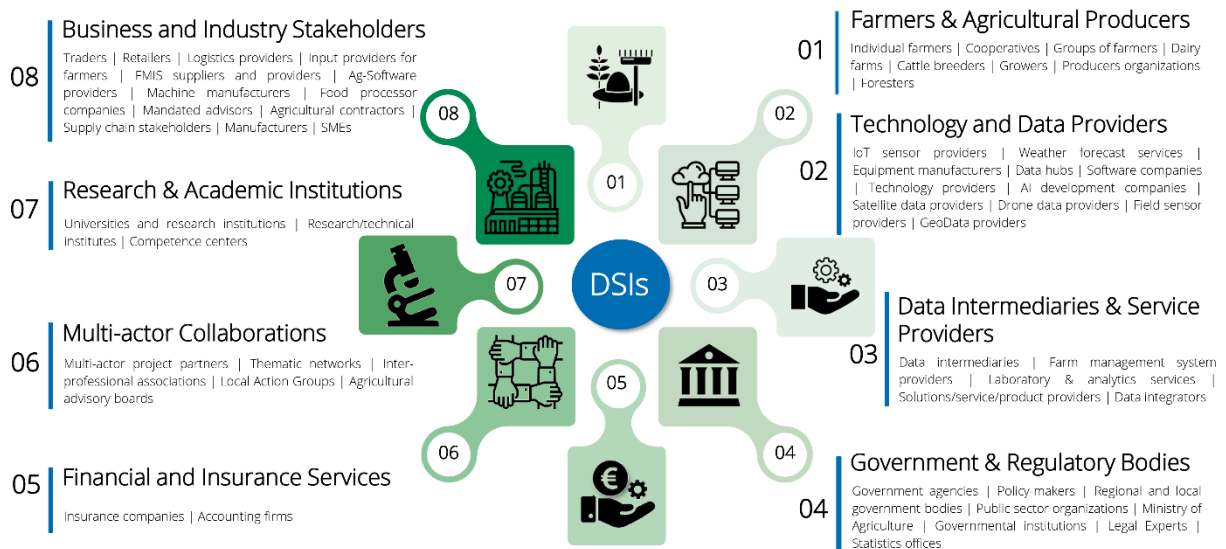 Business and Industry Stakeholders
08
Traders | Retailers | Logistics providers | Input providers for
farmers | FMIS suppliers and providers | Ag-Software
providers | Machine manufacturers | Food processor
companies | Mandated advisors | Agricultural contractors |
Supply chain stakeholders | Manufacturers | SMEs
Research & Academic Institutions
07
Universities and research institutions | Research/technical
institutes | Competence centers
Multi-actor Collaborations
06
Multi-actor project partners | Thematic networks | Inter-
professional associations | Local Action Groups | Agricultural
advisory boards
Financial and Insurance Services
05
Insurance companies | Accounting firms
08
01
02
07
DSIs
03
05
06
04
€
Farmers & Agricultural Producers
01
Individual farmers | Cooperatives | Groups of farmers | Dairy
farms | Cattle breeders | Growers | Producers organizations
| Foresters
Technology and Data Providers
02
IoT sensor providers | Weather forecast services |
Equipment manufacturers | Data hubs | Software companies
| Technology providers | AI development companies |
Satellite data providers | Drone data providers | Field sensor
providers | GeoData providers
Data Intermediaries & Service
Providers
03
Data intermediaries | Farm management system
providers | Laboratory & analytics services |
Solutions/service/product providers | Data integrators
Government & Regulatory Bodies
04
Government agencies | Policy-makers | Regional and local
government bodies | Public sector organizations | Ministry of
Agriculture | Governmental institutions | Legal Experts |
Statistics offices